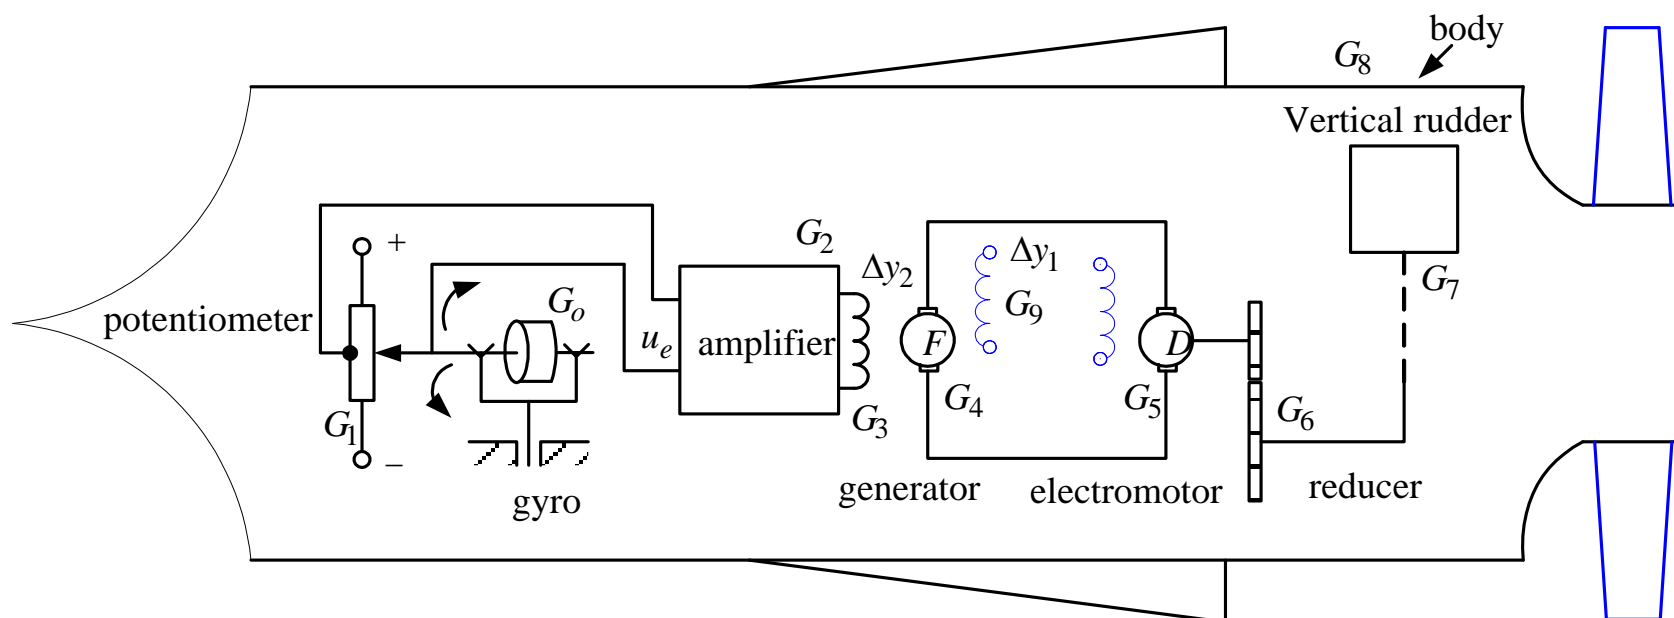 body
G8
Vertical rudder
G2
+
Δy2
Δy1
G7
Go
G9
potentiometer
ue
amplifier
F
D
G1
G4
G5
G6
G3
−
generator
electromotor
reducer
gyro